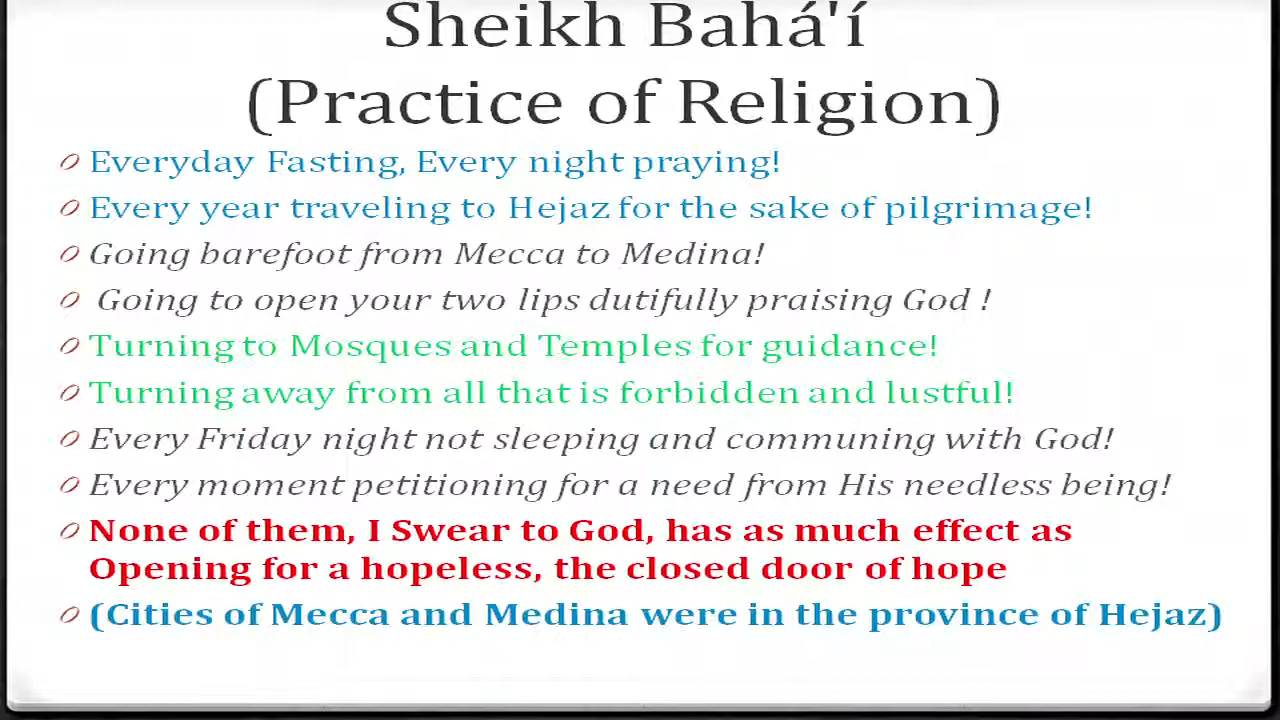 Sheikh Bahá'í
(Practice of Religion)
Everyday Fasting, Every night praying!
Every year traveling to Hejaz for the sake of pilgrimage!
Going barefoot from Mecca to Medina!
Going to open your two lips dutifully praising God !
Turning to Mosques and Temples for guidance!
Turning away from all that is forbidden and lustful!
Every Friday night not sleeping and communing with God!
Every moment petitioning for a need from His needless being!
None of them, I Swear to God, has as much effect as
Opening for a hopeless, the closed door of hope
(Cities of Mecca and Medina were in the province of Hejaz)